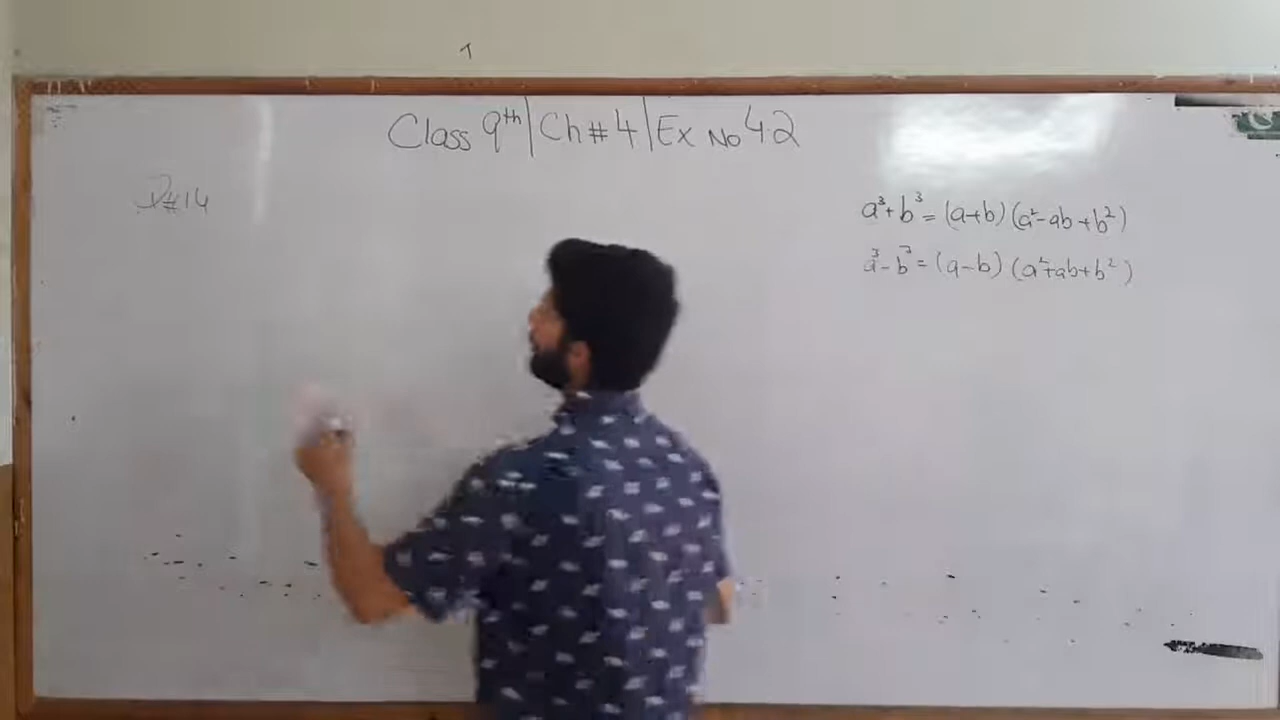 Class 9th | Ch # 4 | Ex No 4.2
Q#14
a³+b³ = (a+b) (a²-ab+b²)
a³-b³ = (a-b) (a²+ab+b²)